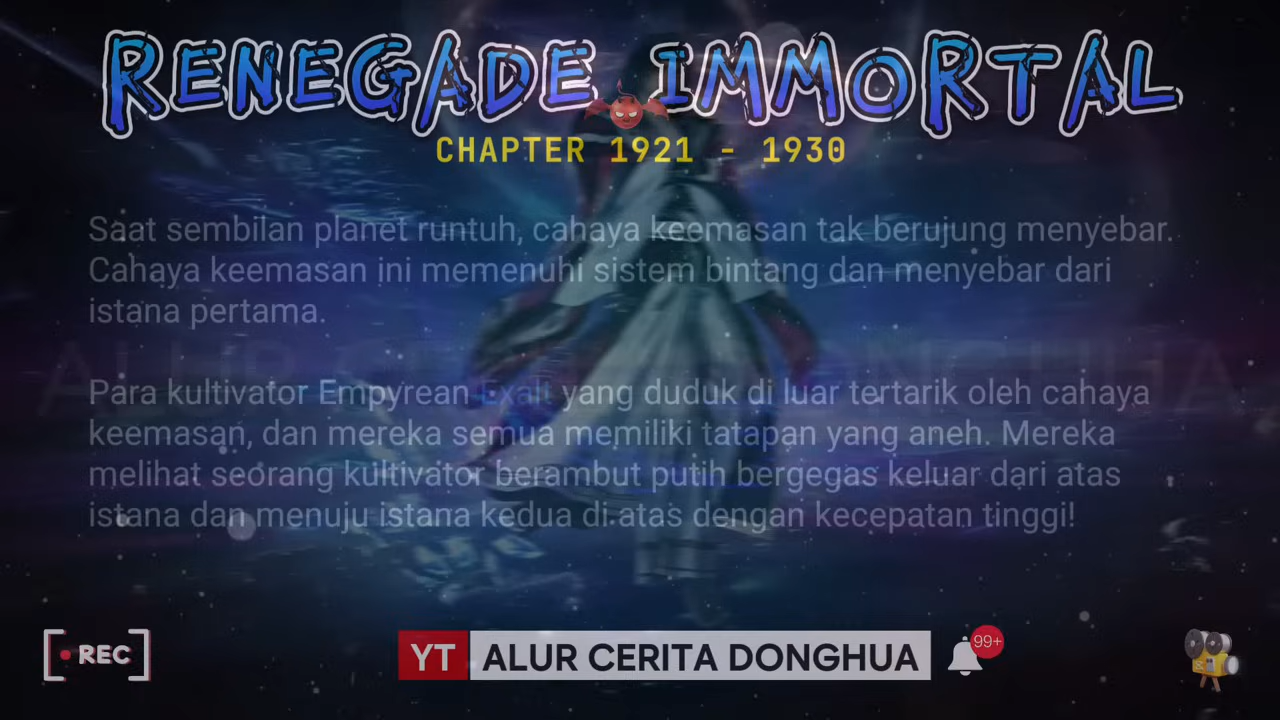 RENEGADE IMMORTAL
CHAPTER 1921 - 1930
Saat sembilan planet runtuh, cahaya keemasan tak berujung menyebar.
Cahaya keemasan ini memenuhi sistem bintang dan menyebar dari
istana pertama.
Para kultivator Empyrean Exalt yang duduk di luar tertarik oleh cahaya
keemasan, dan mereka semua memiliki tatapan yang aneh. Mereka
melihat seorang kultivator berambut putih bergegas keluar dari atas
istana dan menuju istana kedua di atas dengan kecepatan tinggi!
ALUR CERITA DONGHUA
REC
YT ALUR CERITA DONGHUA
99+